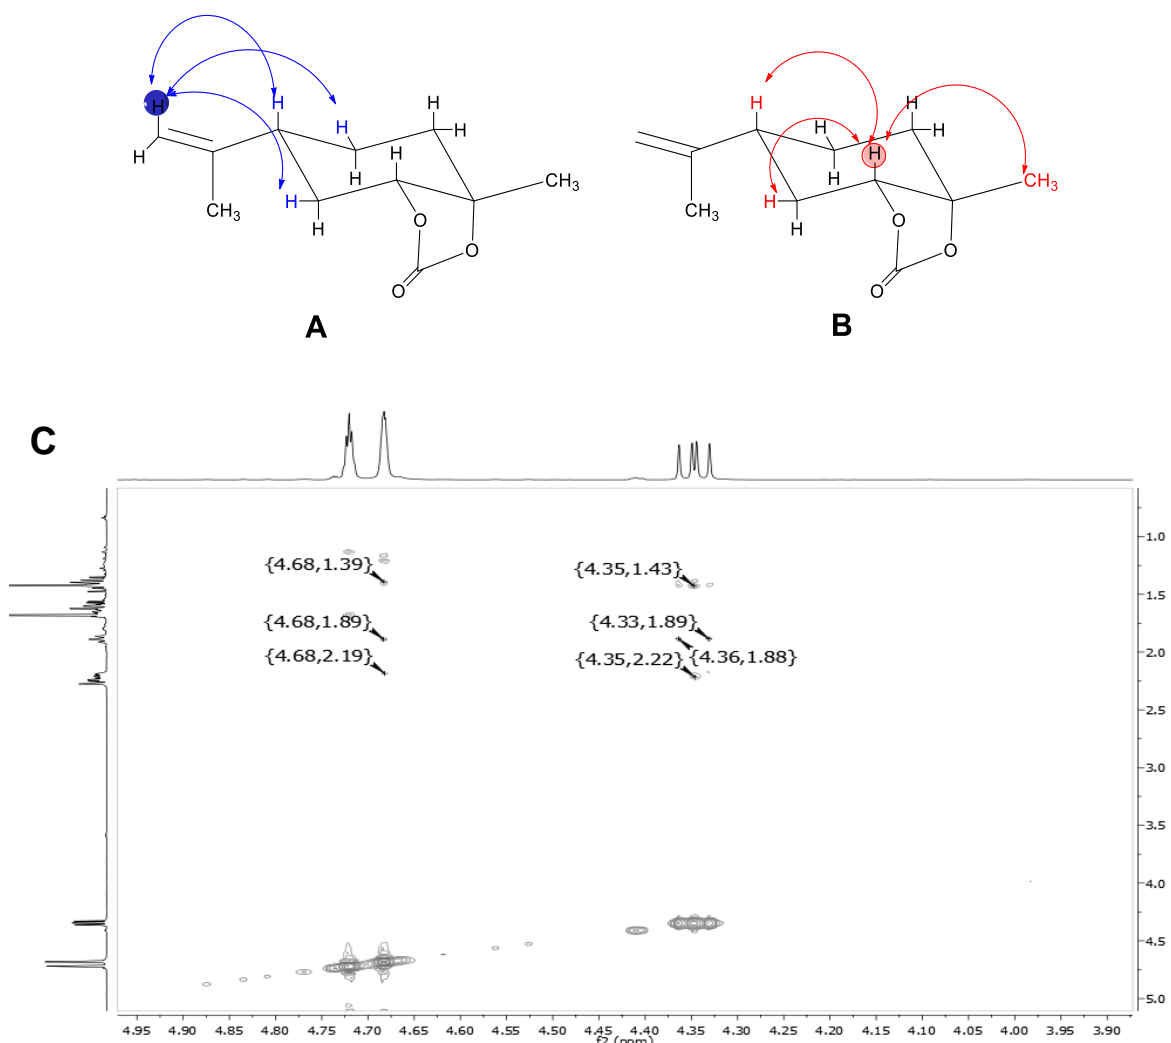 H H H H H
H H H
H H
CH₃ CH₃
H H
O O
O
A
H H H H
H H
H
CH₃ CH₃
H H
O O
O
B
C
{4.68,1.39} {4.35,1.43}
{4.68,1.89} {4.33,1.89}
{4.68,2.19} {4.35,2.22} {4.36,1.88}
1.0
1.5
2.0
2.5
3.0
3.5
4.0
4.5
5.0
4.95 4.90 4.85 4.80 4.75 4.70 4.65 4.60 4.55 4.50 4.45 4.40 4.35 4.30 4.25 4.20 4.15 4.10 4.05 4.00 3.95 3.90
f2 (ppm)